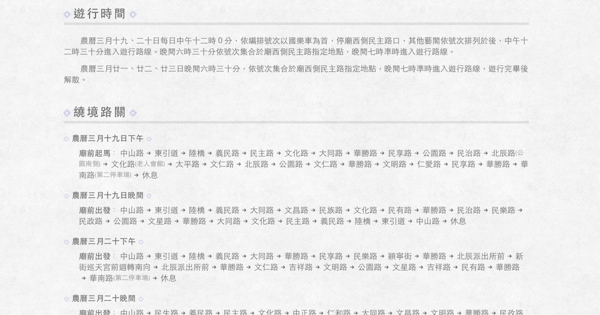 遊行時間
農曆三月十九、二十日每日中午十二時０分，依編排號次以國樂車為首，停廟西側民主路口，其他藝閣依號次排列於後，中午十
二時三十分進入遊行路線。晚間六時三十分依號次集合於廟西側民主路指定地點，晚間七時準時進入遊行路線。
農曆三月廿一、廿二、廿三日晚間六時三十分，依號次集合於廟西側民主路指定地點，晚間七時準時進入遊行路線，遊行完畢後
解散。
繞境路關
農曆三月十九日下午
廟前起馬：中山路 ➜ 東引道 ➜ 陸橋 ➜ 義民路 ➜ 民主路 ➜ 文化路 ➜ 大同路 ➜ 華勝路 ➜ 民享路 ➜ 公園路 ➜ 民治路 ➜ 北辰路(公
園南側) ➜ 文化路(老人會館) ➜ 太平路 ➜ 文仁路 ➜ 北辰路 ➜ 公園路 ➜ 文仁路 ➜ 華勝路 ➜ 文明路 ➜ 仁愛路 ➜ 民享路 ➜ 華勝路 ➜ 華
南路(第二停車場) ➜ 休息
農曆三月十九日晚間
廟前出發：中山路 ➜ 東引道 ➜ 陸橋 ➜ 義民路 ➜ 大同路 ➜ 文昌路 ➜ 民族路 ➜ 文化路 ➜ 民有路 ➜ 華勝路 ➜ 民治路 ➜ 民樂路 ➜
民政路 ➜ 公園路 ➜ 文星路 ➜ 華勝路 ➜ 大同路 ➜ 文化路 ➜ 民主路 ➜ 義民路 ➜ 陸橋 ➜ 東引道 ➜ 中山路 ➜ 休息
農曆三月二十下午
廟前出發：中山路 ➜ 東引道 ➜ 陸橋 ➜ 義民路 ➜ 大同路 ➜ 華勝路 ➜ 民享路 ➜ 民樂路 ➜ 穎寧街 ➜ 華勝路 ➜ 北辰派出所前 ➜ 新
街巡天宮前迴轉南向 ➜ 北辰派出所前 ➜ 華勝路 ➜ 文仁路 ➜ 吉祥路 ➜ 文明路 ➜ 公園路 ➜ 文星路 ➜ 吉祥路 ➜ 民有路 ➜ 華勝路
➜ 華南路(第二停車場) ➜ 休息
農曆三月二十晚間
廟前出發：中山路 ➜ 民生路 ➜ 義民路 ➜ 民主路 ➜ 文化路 ➜ 中正路 ➜ 仁和路 ➜ 大同路 ➜ 文昌路 ➜ 文明路 ➜ 華勝路 ➜ 民政路